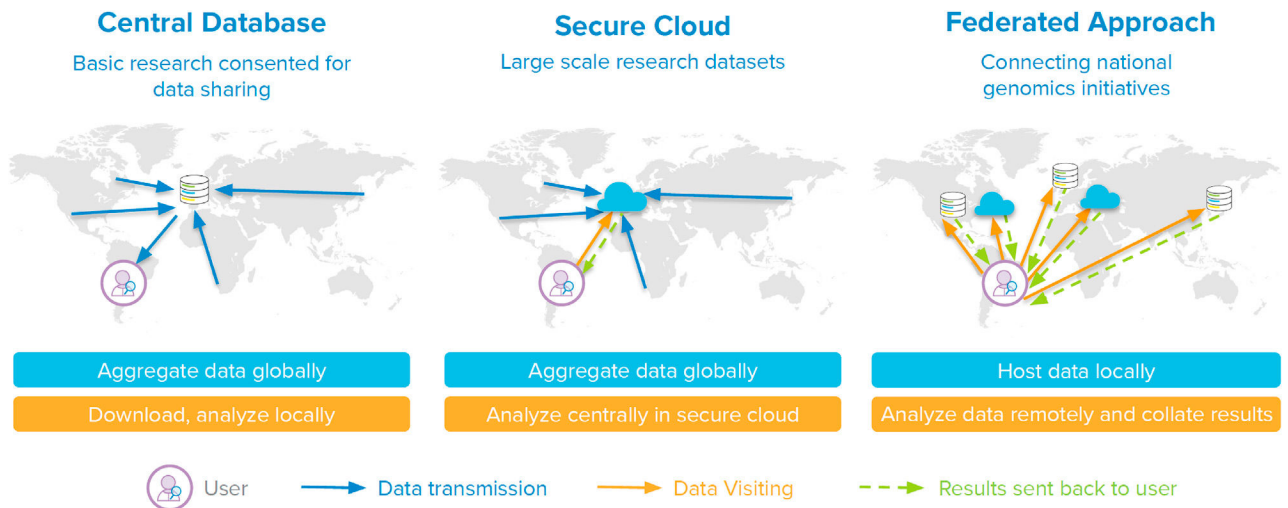 Central Database
Basic research consented for
data sharing
Aggregate data globally
Download, analyze locally
Secure Cloud
Large scale research datasets
Aggregate data globally
Analyze centrally in secure cloud
Federated Approach
Connecting national
genomics initiatives
Host data locally
Analyze data remotely and collate results
User
Data transmission
Data Visiting
Results sent back to user